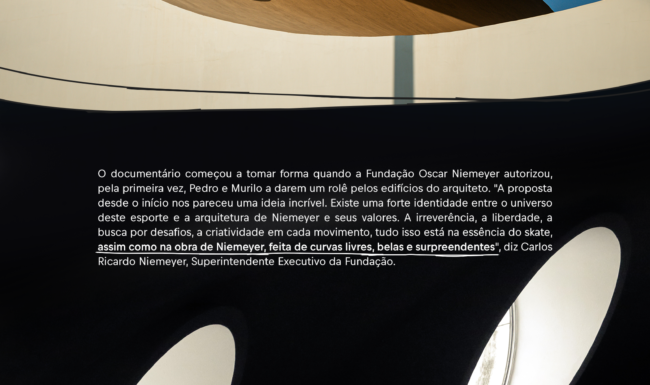 O documentário começou a tomar forma quando a Fundação Oscar Niemeyer autorizou,
pela primeira vez, Pedro e Murilo a darem um rolê pelos edifícios do arquiteto. "A proposta
desde o início nos pareceu uma ideia incrível. Existe uma forte identidade entre o universo
deste esporte e a arquitetura de Niemeyer e seus valores. A irreverência, a liberdade, a
busca por desafios, a criatividade em cada movimento, tudo isso está na essência do skate,
assim como na obra de Niemeyer, feita de curvas livres, belas e surpreendentes", diz Carlos
Ricardo Niemeyer, Superintendente Executivo da Fundação.